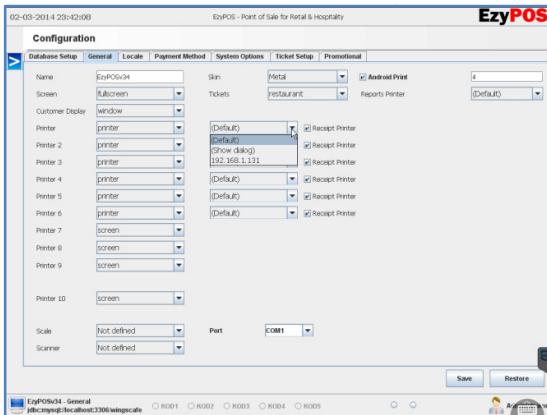 02-03-2014 23:42:08 EzyPOS - Point of Sale for Retal & Hospitality EzyPOS
Configuration
Database Setup General Locale Payment Method System Options Ticket Setup Promotional
>
Name EzyPOSv34 Skin Metal Android Print 4
Screen fullscreen Tickets restaurant Reports Printer (Default)
Customer Display window
Printer printer (Default) Receipt Printer
(Default)
Printer 2 printer Receipt Printer
(Show dialog)
Printer 3 printer 192.168.1.131 Receipt Printer
Printer 4 printer (Default) Receipt Printer
Printer 5 printer (Default) Receipt Printer
Printer 6 printer (Default) Receipt Printer
Printer 7 screen
Printer 8 screen
Printer 9 screen
Printer 10 screen
Scale Not defined Port COM1
Scanner Not defined
Save Restore
EzyPOSv34 - General
jdbc:mysql://localhost:3306/wingscafe KOD1 KOD2 KOD3 KOD4 KOD5